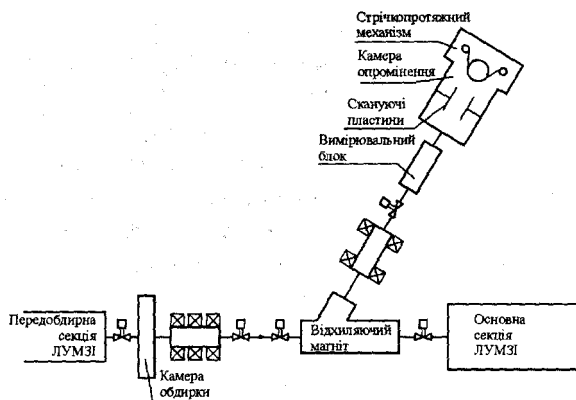 Стрічкопротяжний
механізм
Камера
опромінення
Скануючі
пластини
Вимірювальний
блок
Передобдирна
секція
ЛУМЗІ
Відхиляючий
магніт
Основна
секція
ЛУМЗІ
Камера
обдирки